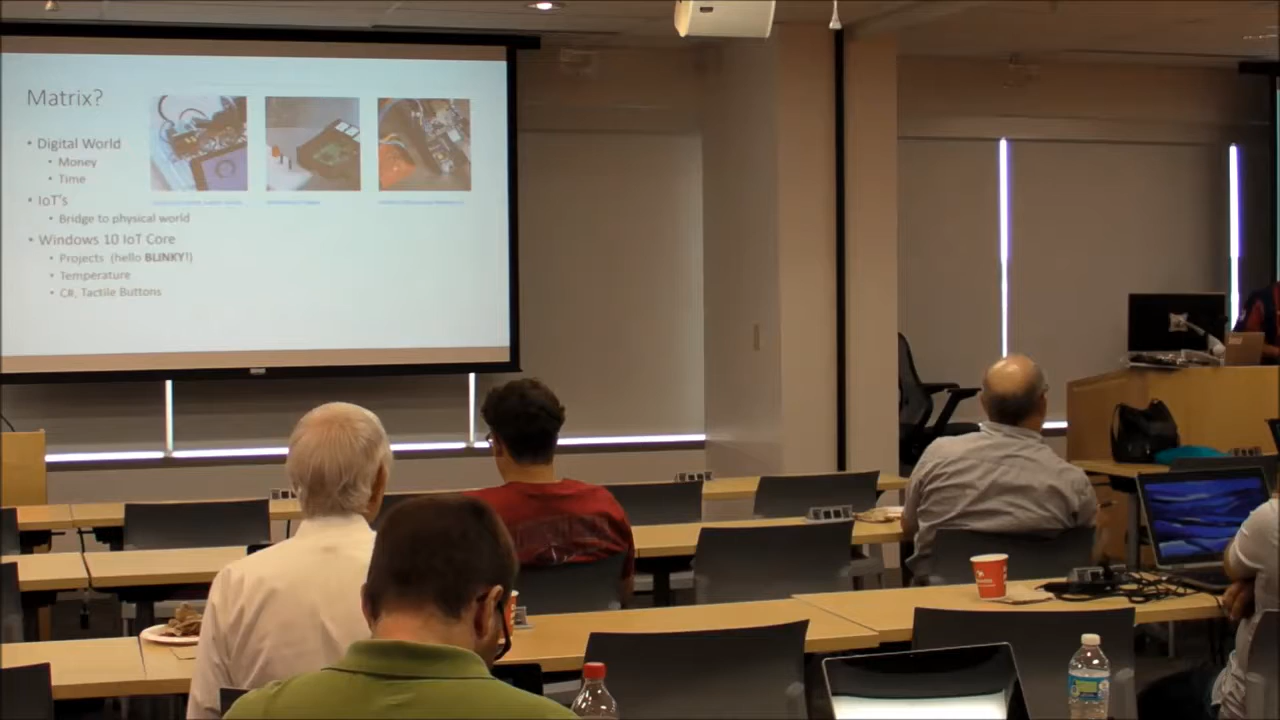 Matrix?
• Digital World
• Money
• Time
• IoT's
• Bridge to physical world
• Windows 10 IoT Core
• Projects (hello BLINKY!)
• Temperature
• C#, Tactile Buttons